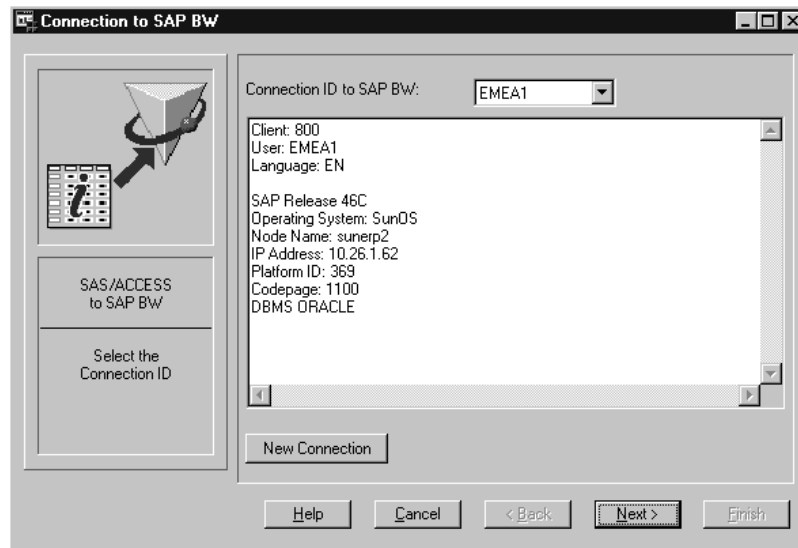 Connection to SAP BW
Connection ID to SAP BW:
EMEA1
Client: 800
User: EMEA1
Language: EN
SAP Release 46C
Operating System: SunOS
Node Name: sunerp2
IP Address: 10.26.1.62
Platform ID: 369
Codepage: 1100
DBMS ORACLE
SAS/ACCESS
to SAP BW
Select the
Connection ID
New Connection
Help
Cancel
< Back
Next >
Finish